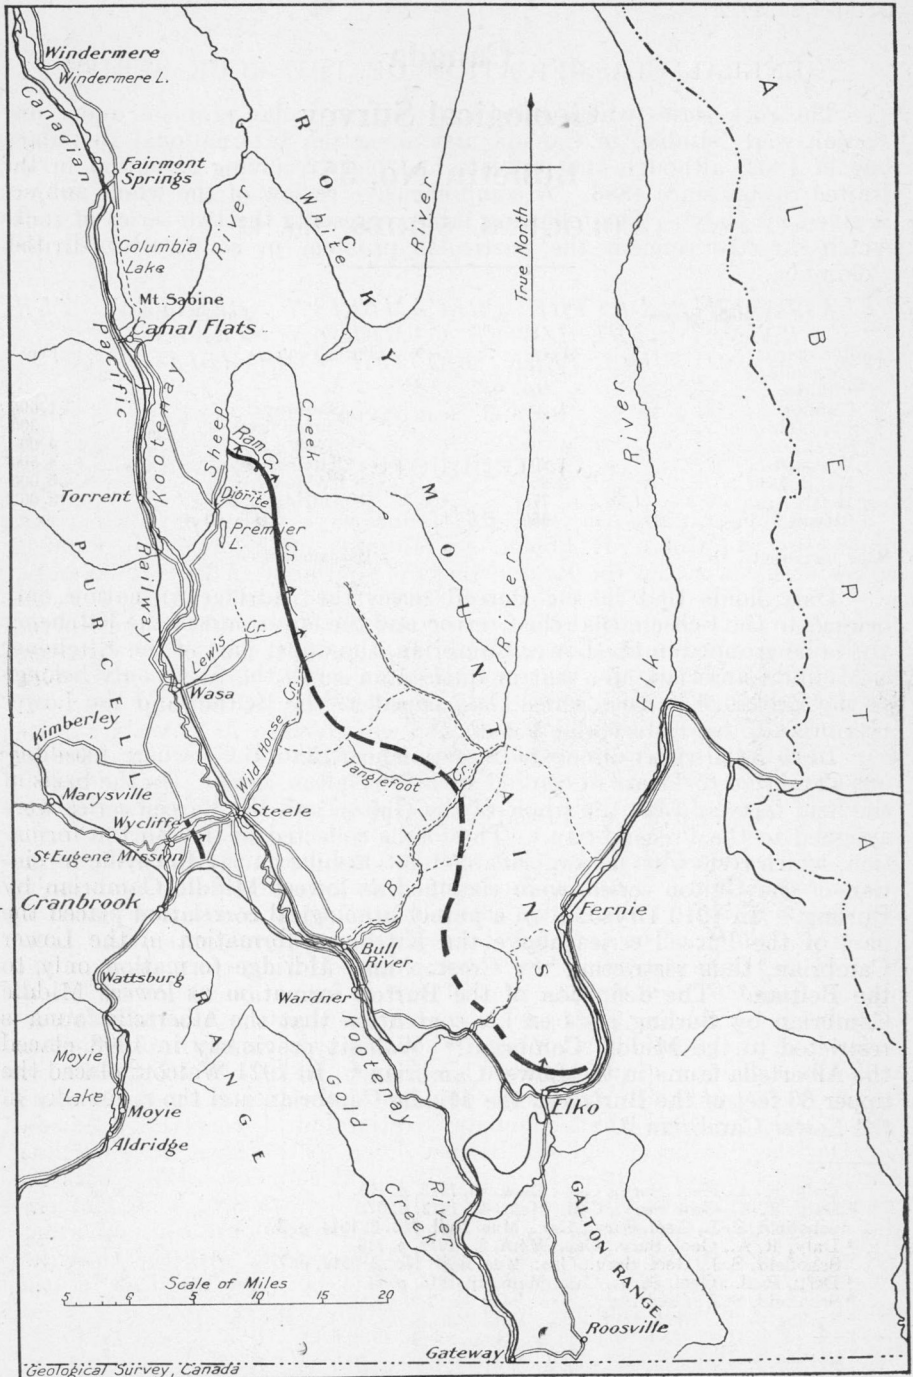 Windermere
Windermere L.
Canadian
Pacific
Railway
Fairmont
Springs
River
Columbia
Lake
ROCKY
MOUNTAINS
White
River
True North
ALBERTA
Mt. Sabine
Canal Flats
Kootenay
Sheep
Creek
Ram Cr.
Elk
River
Torrent
Diorite
Cr.
Premier
L.
PURCELL
RANGE
Lewis Cr.
Wasa
Kimberley
Wild Horse Cr.
Bull
River
Tanglefoot
Cr.
Marysville
Wycliffe
Steele
St Eugene Mission
Cranbrook
Fernie
Bull
River
Wattsburg
Wardner
Kootenay
River
Moyie
Lake
Moyie
Aldridge
Gold
Creek
Elko
GALTON RANGE
Scale of Miles
5 0 5 10 15 20
Roosville
Gateway
Geological Survey, Canada